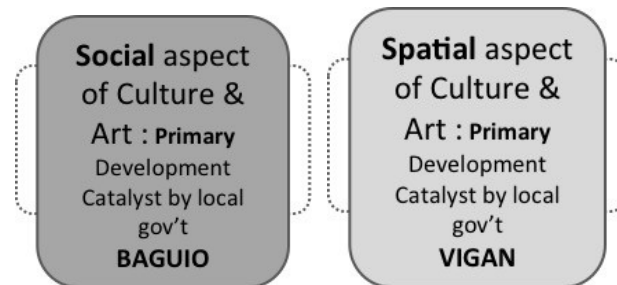 Social aspect
of Culture &
Art : Primary
Development
Catalyst by local
gov't
BAGUIO
Spatial aspect
of Culture &
Art : Primary
Development
Catalyst by local
gov't
VIGAN